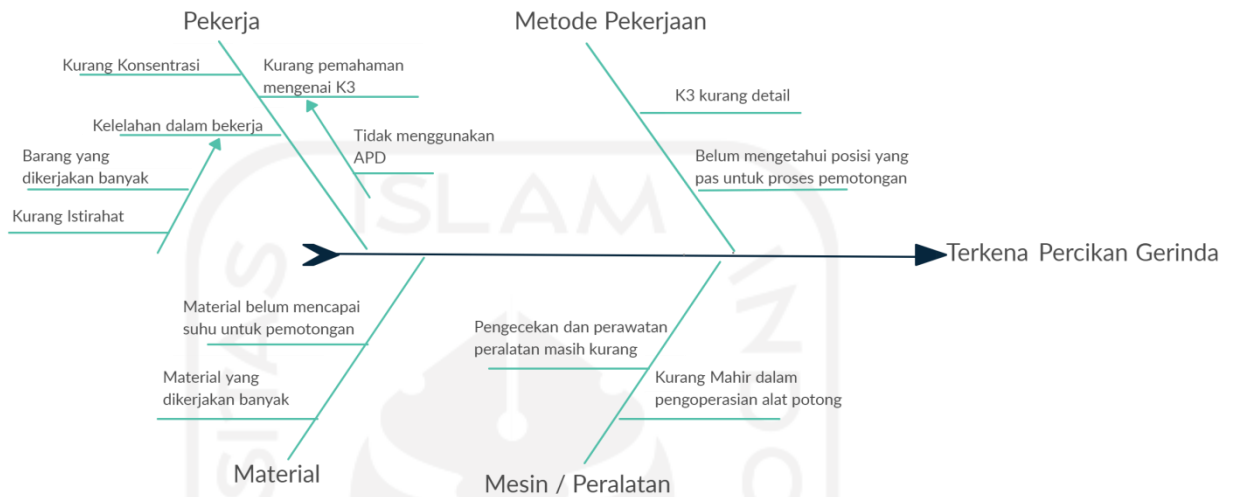 Pekerja
Metode Pekerjaan
Kurang Konsentrasi
Kurang pemahaman
mengenai K3
Kelelahan dalam bekerja
Tidak menggunakan
APD
Barang yang
dikerjakan banyak
Kurang Istirahat
K3 kurang detail
Belum mengetahui posisi yang
pas untuk proses pemotongan
Terkena Percikan Gerinda
Material belum mencapai
suhu untuk pemotongan
Material yang
dikerjakan banyak
Material
Pengecekan dan perawatan
peralatan masih kurang
Kurang Mahir dalam
pengoperasian alat potong
Mesin / Peralatan
ISLAM